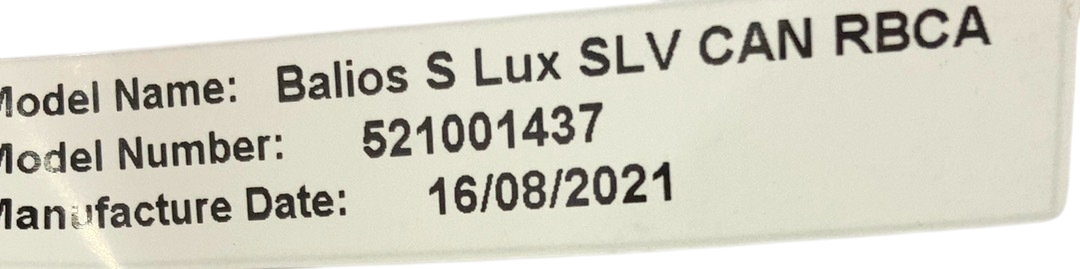 Model Name: Balios S Lux SLV CAN RBCA
Model Number: 521001437
Manufacture Date: 16/08/2021